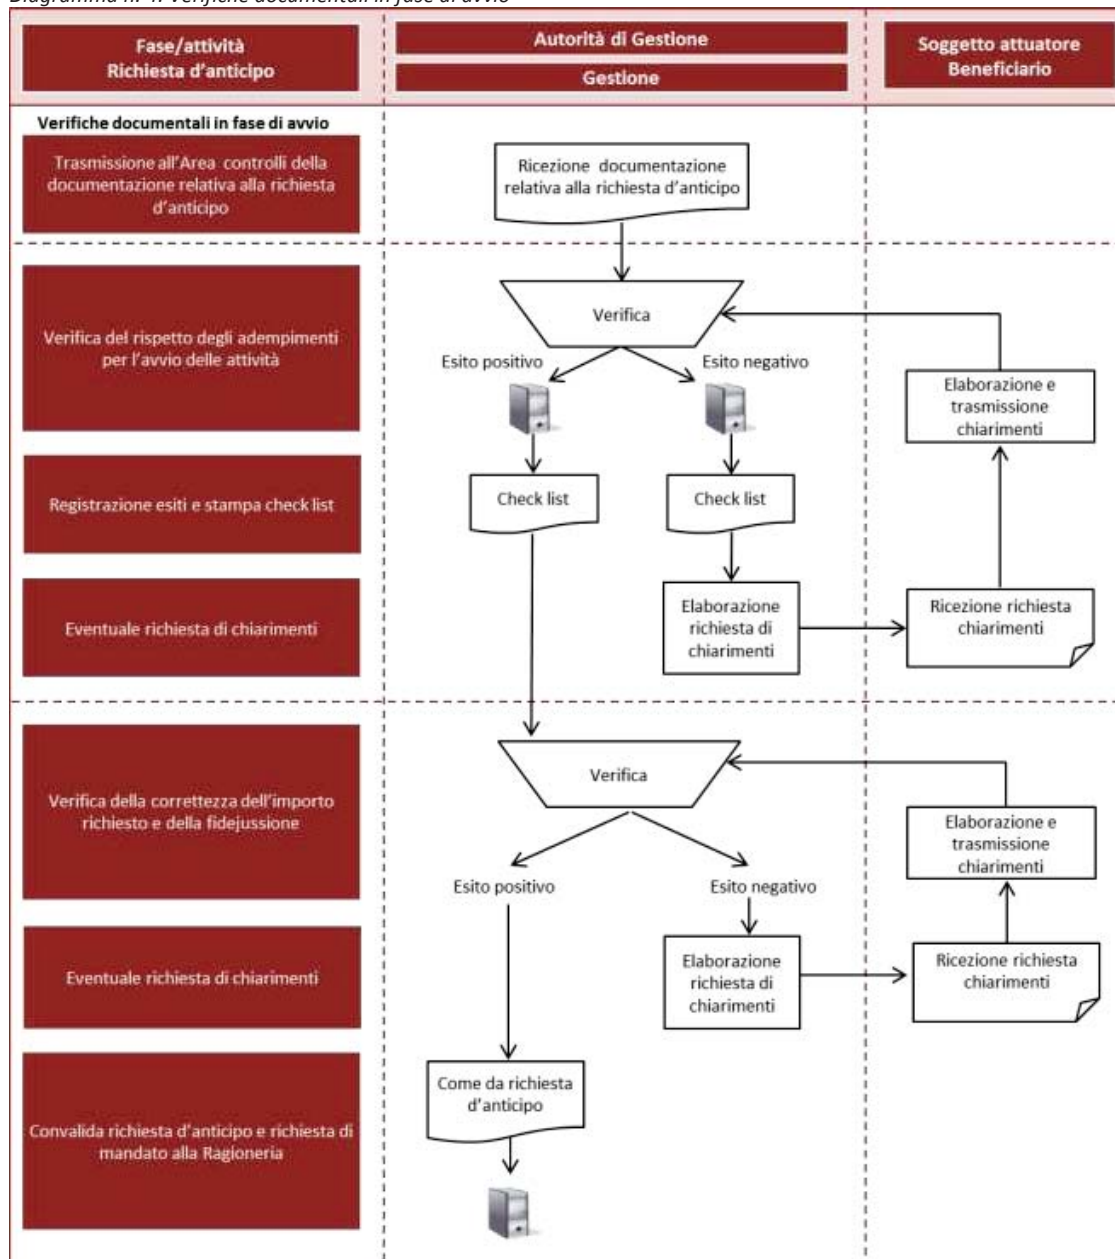 Diagramma n. 4: Verifiche documentali in fase di avvio
Fase/attività
Richiesta d'anticipo
Autorità di Gestione
Gestione
Soggetto attuatore
Beneficiario
Verifiche documentali in fase di avvio
Trasmissione all'Area controlli della
documentazione relativa alla richiesta
d'anticipo
Ricezione documentazione
relativa alla richiesta d'anticipo
Verifica del rispetto degli adempimenti
per l'avvio delle attività
Verifica
Esito positivo
Esito negativo
Elaborazione e
trasmissione
chiarimenti
Registrazione esiti e stampa check list
Check list
Check list
Eventuale richiesta di chiarimenti
Elaborazione
richiesta di
chiarimenti
Ricezione richiesta
chiarimenti
Verifica della correttezza dell'importo
richiesto e della fidejussione
Verifica
Elaborazione e
trasmissione
chiarimenti
Esito positivo
Esito negativo
Eventuale richiesta di chiarimenti
Elaborazione
richiesta di
chiarimenti
Ricezione richiesta
chiarimenti
Convalida richiesta d'anticipo e richiesta di
mandato alla Ragioneria
Come da richiesta
d'anticipo